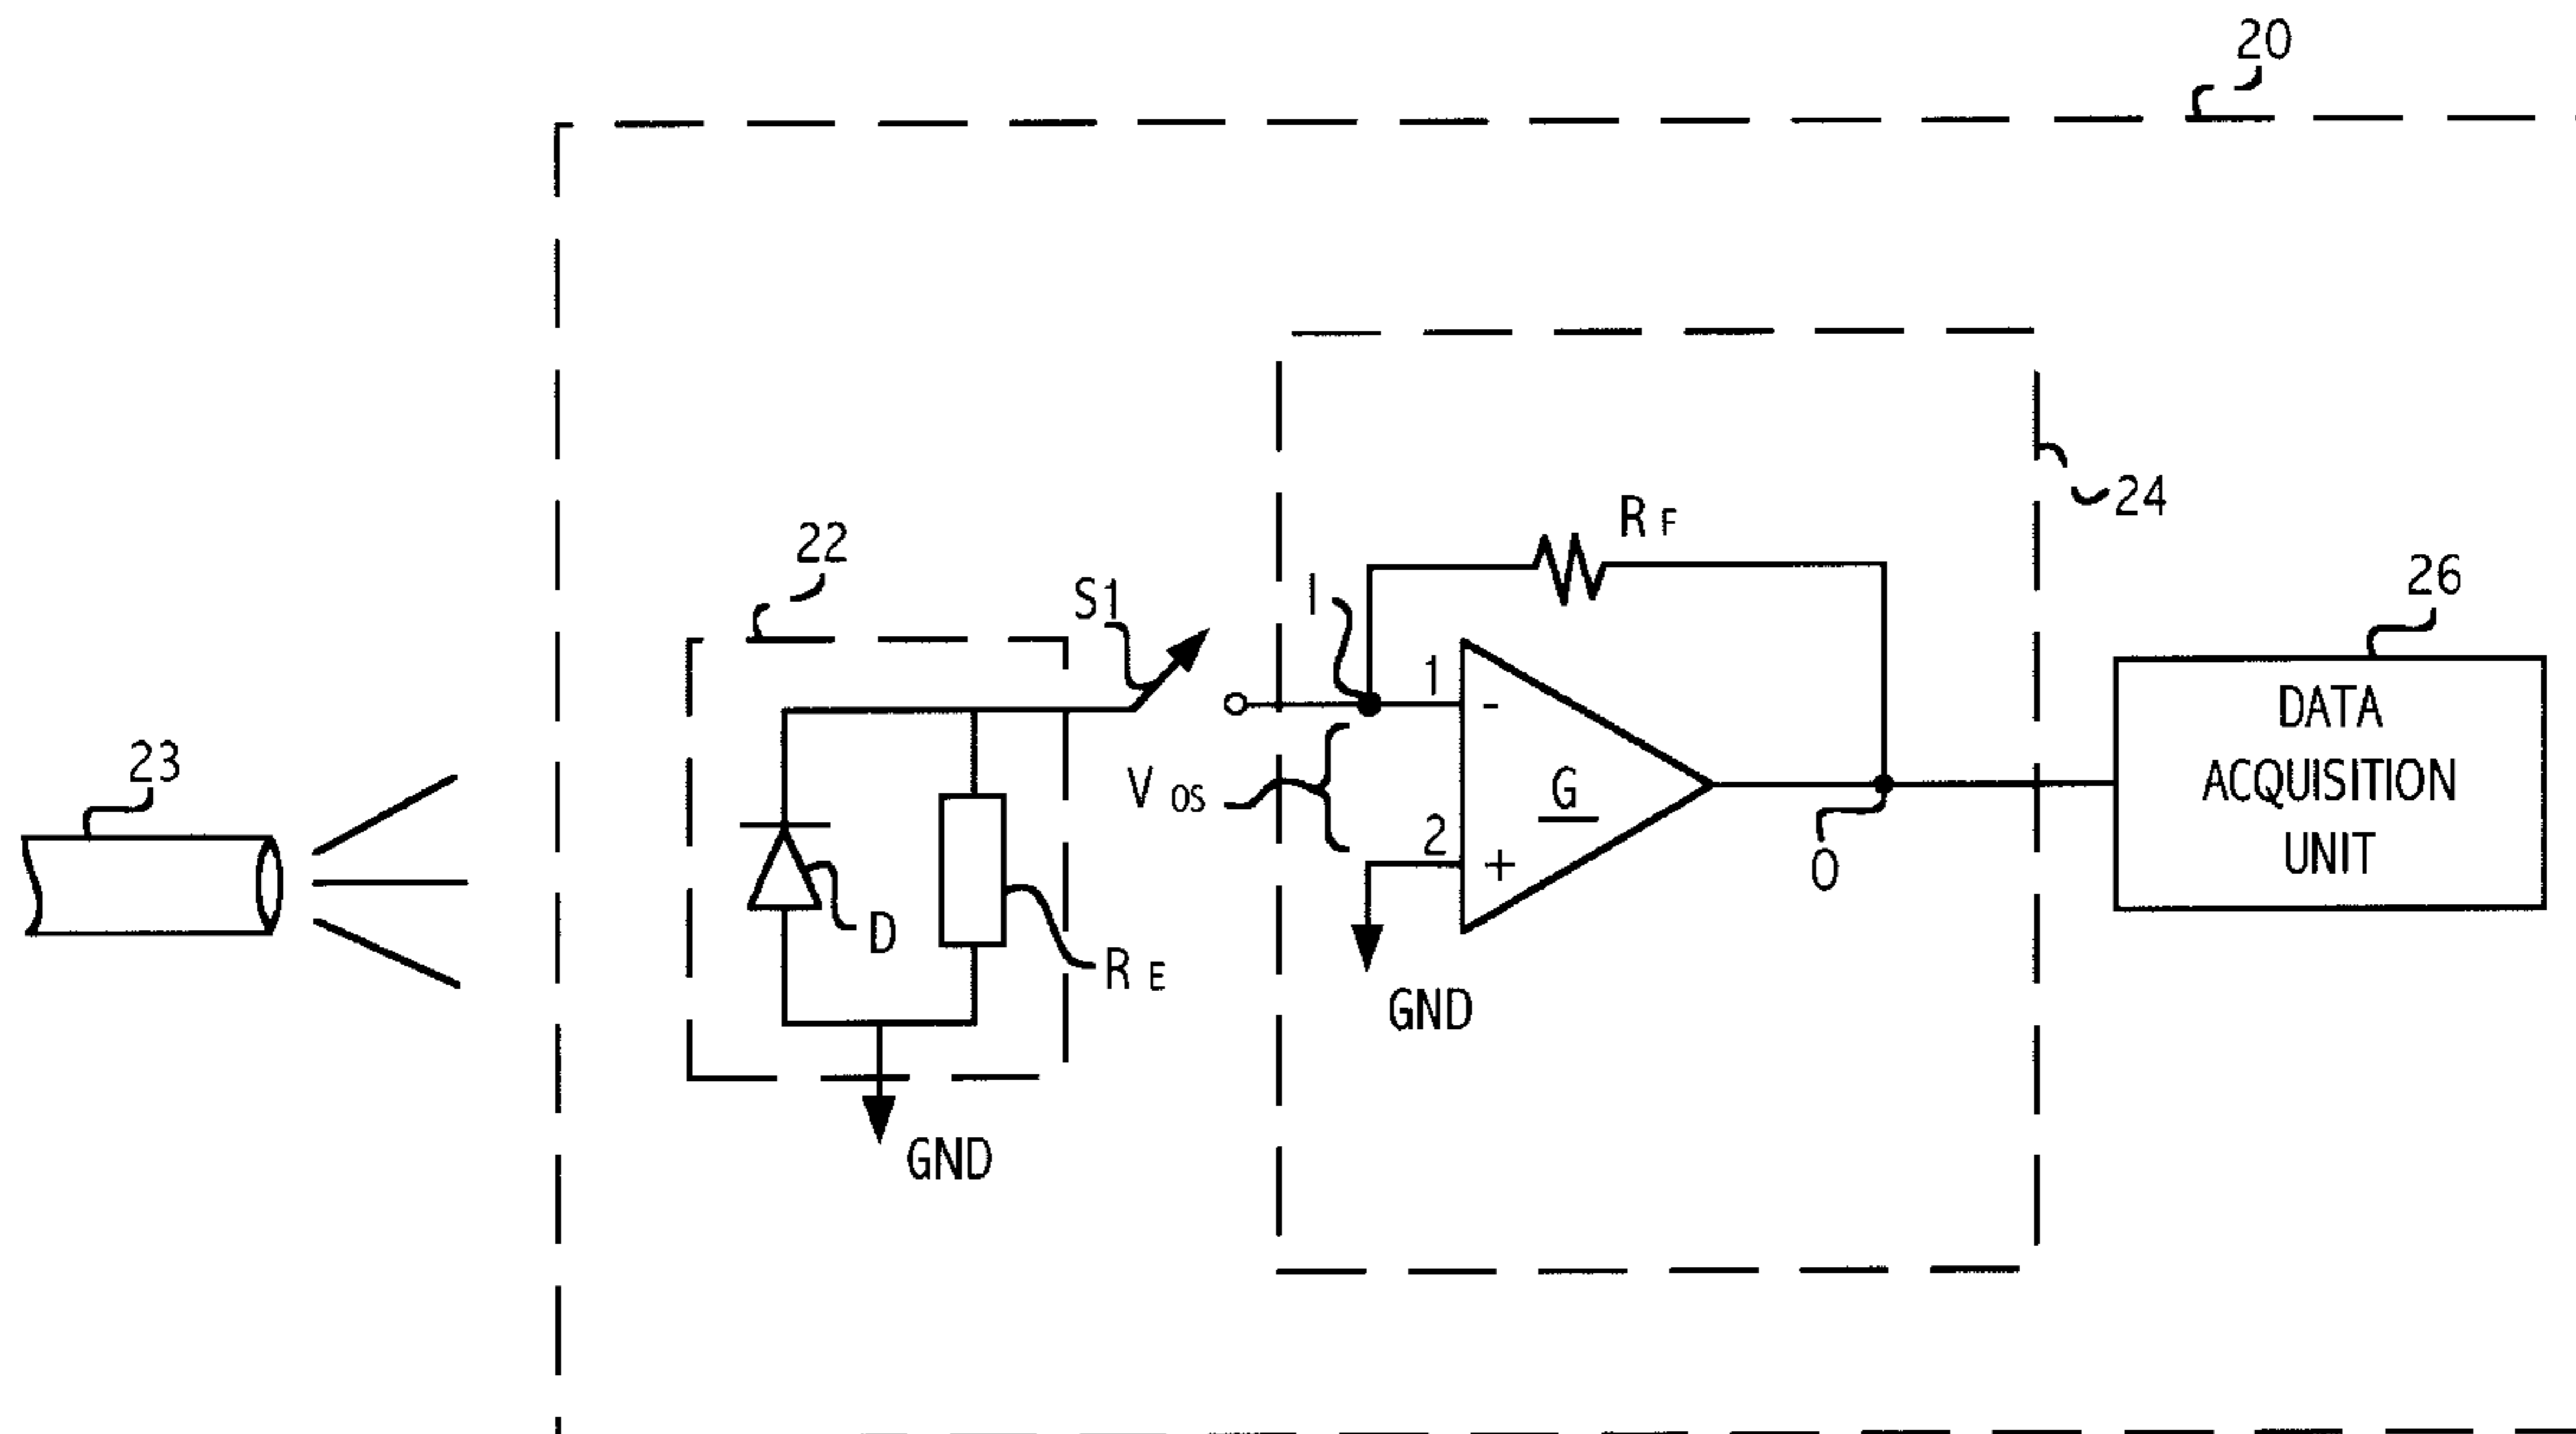 20
24
R F
22
S1
I
1
26
DATA
ACQUISITION
UNIT
23
V OS
G
2
-
+
O
D
R E
GND
GND